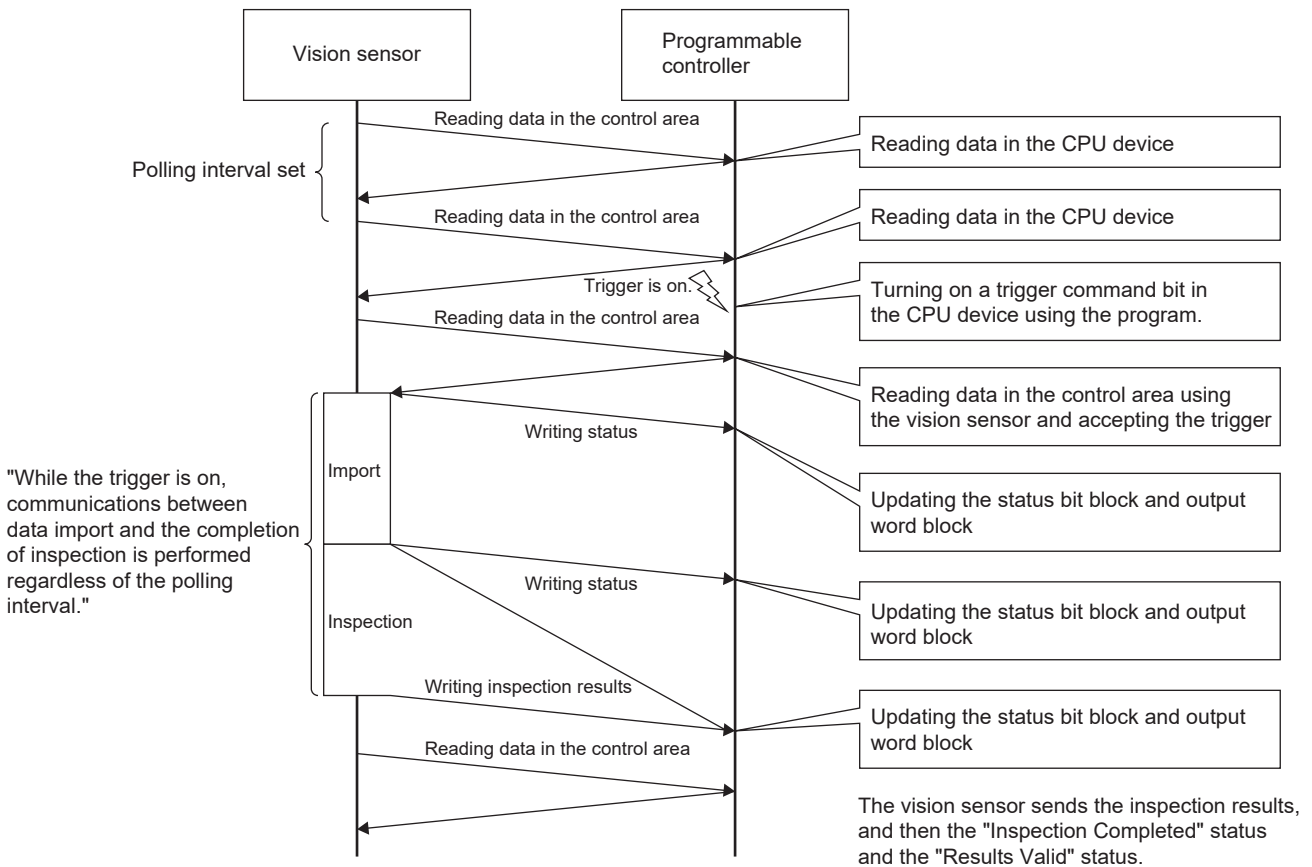 Vision sensor
Programmable
controller
Reading data in the control area
Reading data in the CPU device
Polling interval set
Reading data in the control area
Reading data in the CPU device
Trigger is on.
Turning on a trigger command bit in
the CPU device using the program.
Reading data in the control area
Reading data in the control area using
the vision sensor and accepting the trigger
Writing status
Import
"While the trigger is on,
communications between
data import and the completion
of inspection is performed
regardless of the polling
interval."
Updating the status bit block and output
word block
Writing status
Updating the status bit block and output
word block
Inspection
Writing inspection results
Updating the status bit block and output
word block
Reading data in the control area
The vision sensor sends the inspection results,
and then the "Inspection Completed" status
and the "Results Valid" status.